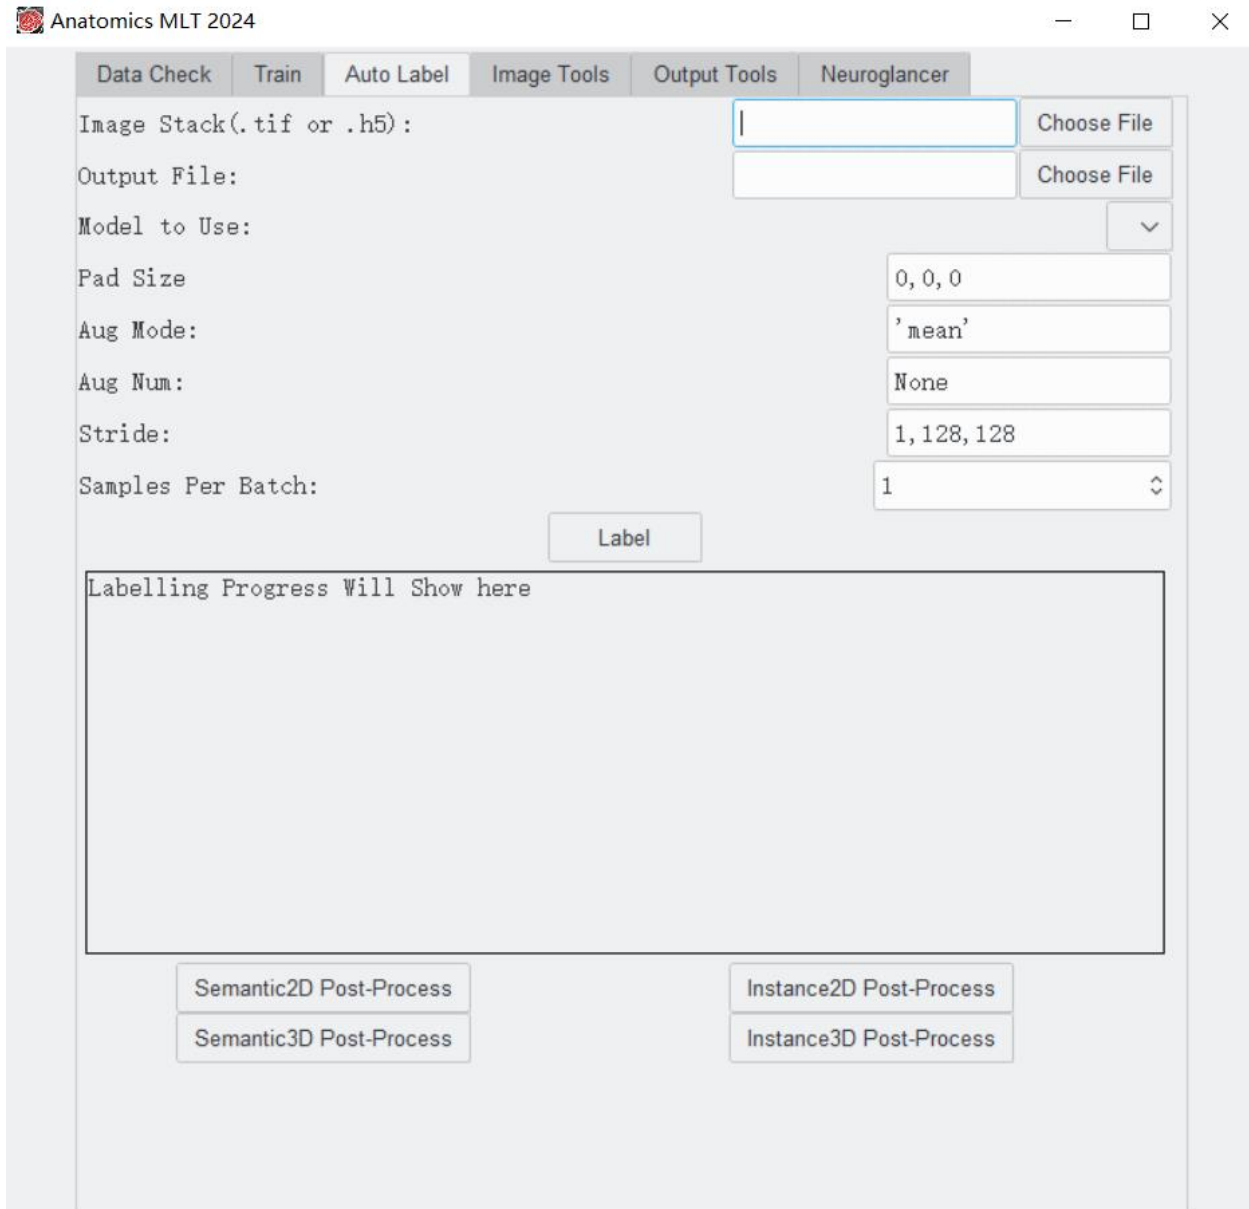 Anatomics MLT 2024
Data Check Train Auto Label Image Tools Output Tools Neuroglancer
Image Stack(.tif or .h5): Choose File
Output File: Choose File
Model to Use:
Pad Size 0,0,0
Aug Mode: 'mean'
Aug Num: None
Stride: 1,128,128
Samples Per Batch: 1
Label
Labelling Progress Will Show here
Semantic2D Post-Process Instance2D Post-Process
Semantic3D Post-Process Instance3D Post-Process